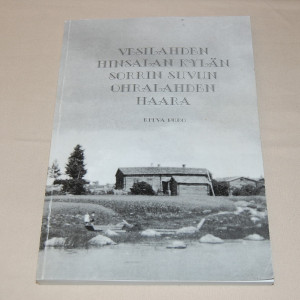 VESILAHDEN
HINSALAN KYLÄN
SORRIN SUVUN
OHRALAHDEN
HAARA